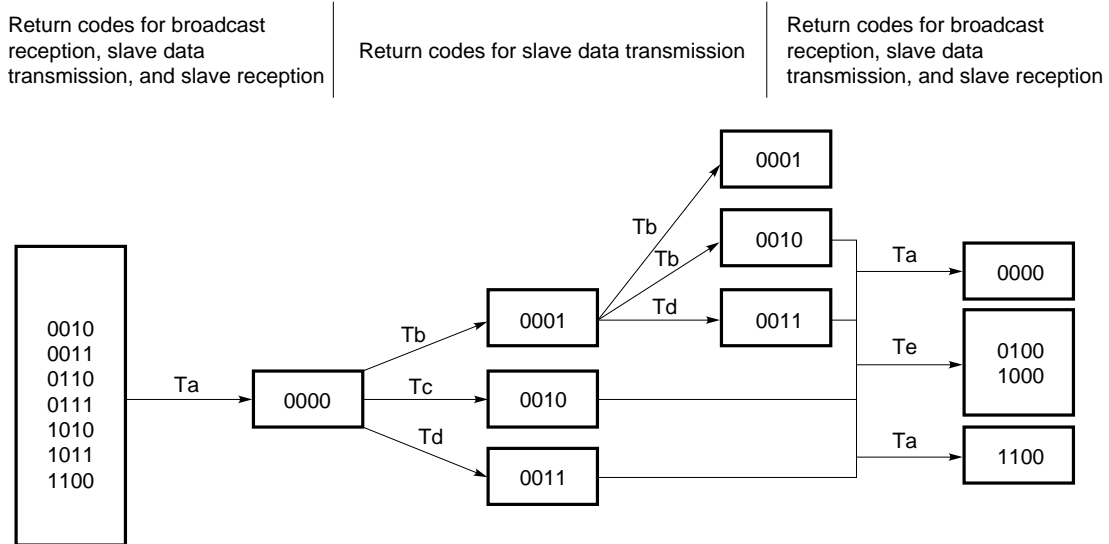 Return codes for broadcast
reception, slave data
transmission, and slave reception
Return codes for slave data transmission
Return codes for broadcast
reception, slave data
transmission, and slave reception
0010
0011
0110
0111
1010
1011
1100
Ta
0000
Tb
Tc
Td
0001
0010
0011
Tb
Tb
Td
0001
0010
0011
Ta
Te
Ta
0000
0100
1000
1100